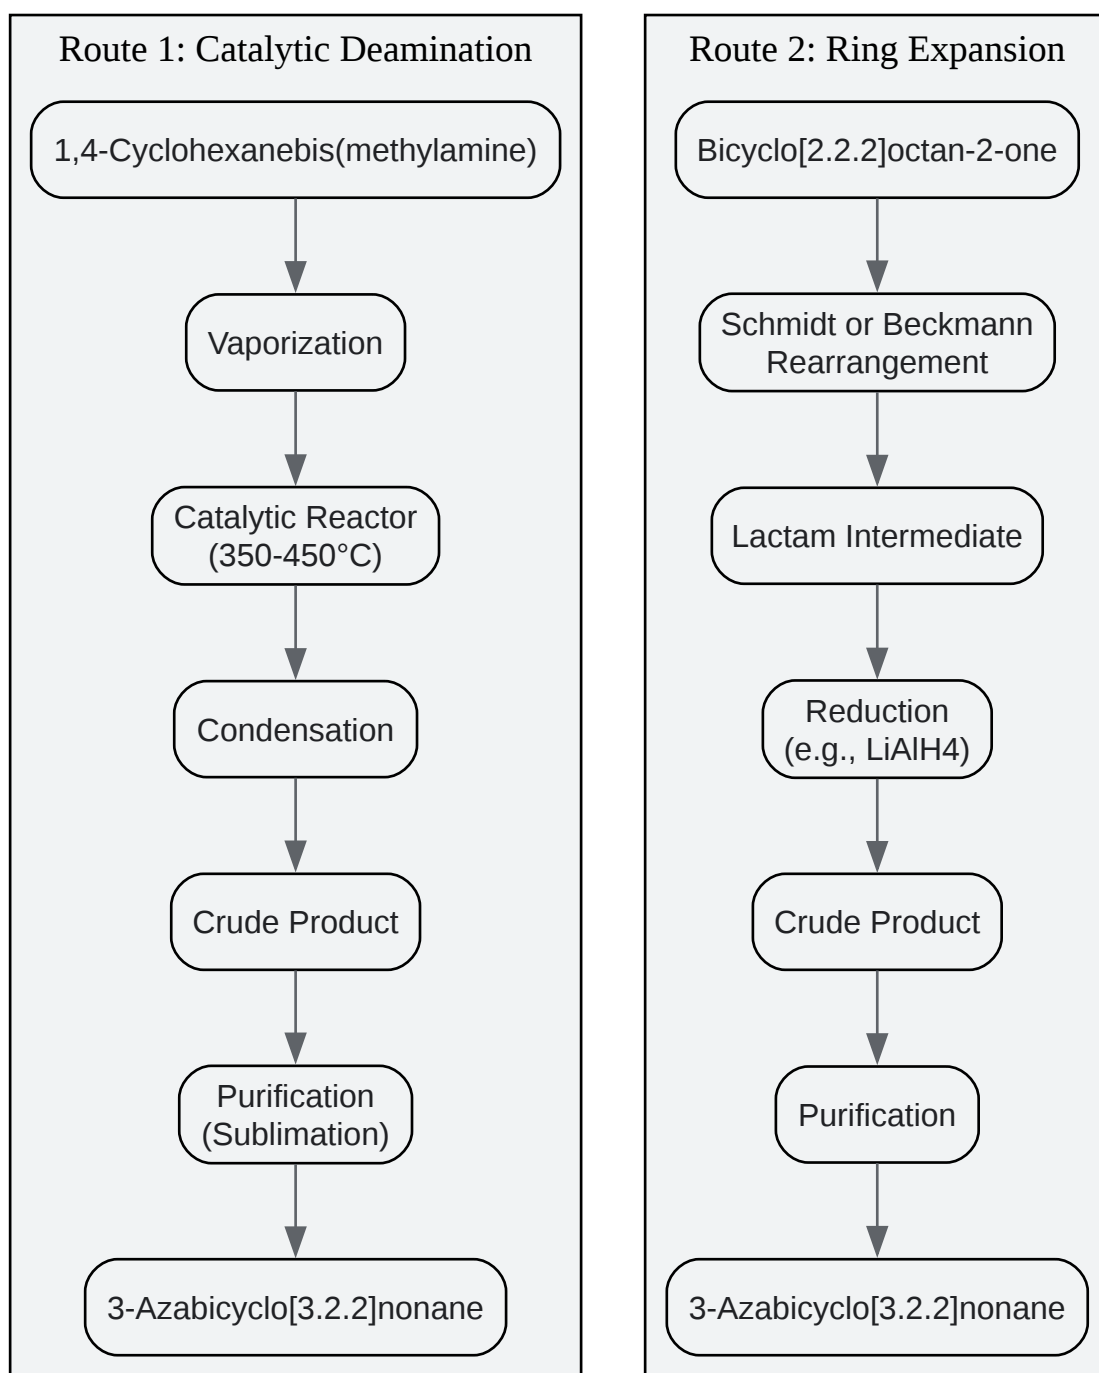 Route 1: Catalytic Deamination
1,4-Cyclohexanebis(methylamine)
Vaporization
Catalytic Reactor
(350-450°C)
Condensation
Crude Product
Purification
(Sublimation)
3-Azabicyclo[3.2.2]nonane
Route 2: Ring Expansion
Bicyclo[2.2.2]octan-2-one
Schmidt or Beckmann
Rearrangement
Lactam Intermediate
Reduction
(e.g., LiAlH4)
Crude Product
Purification
3-Azabicyclo[3.2.2]nonane